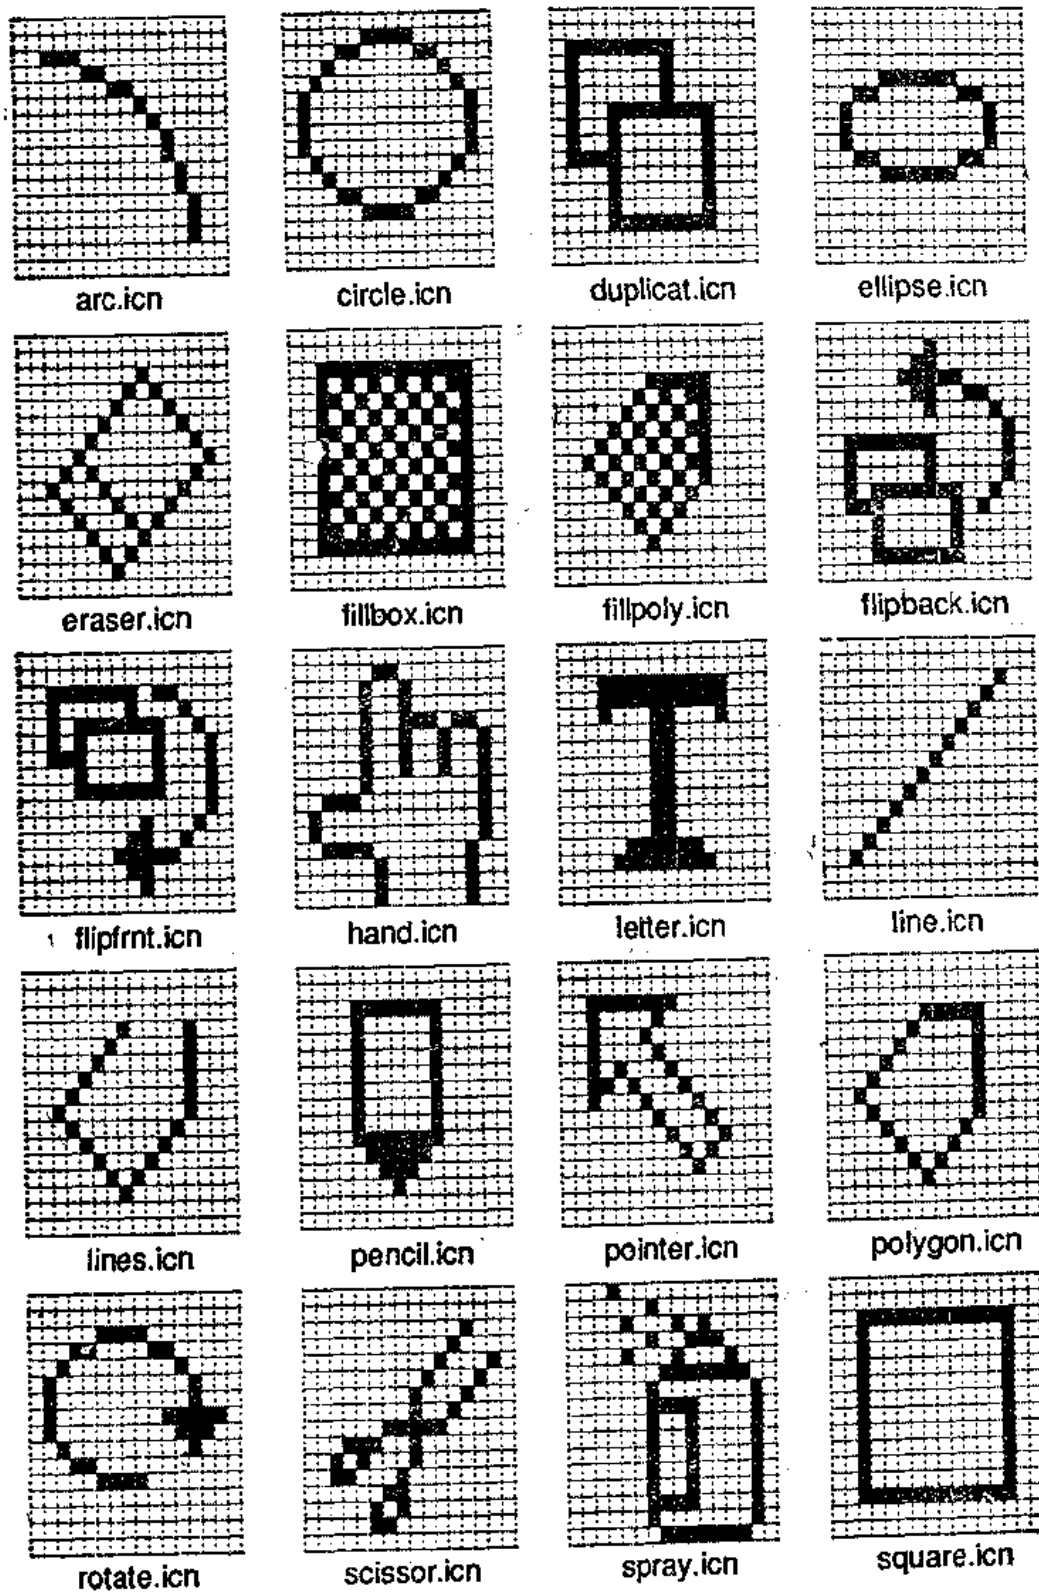 arc.icn circle.icn duplicat.icn ellipse.icn
eraser.icn fillbox.icn fillpoly.icn flipback.icn
flipfrnt.icn hand.icn letter.icn line.icn
lines.icn pencil.icn pointer.icn polygon.icn
rotate.icn scissor.icn spray.icn square.icn